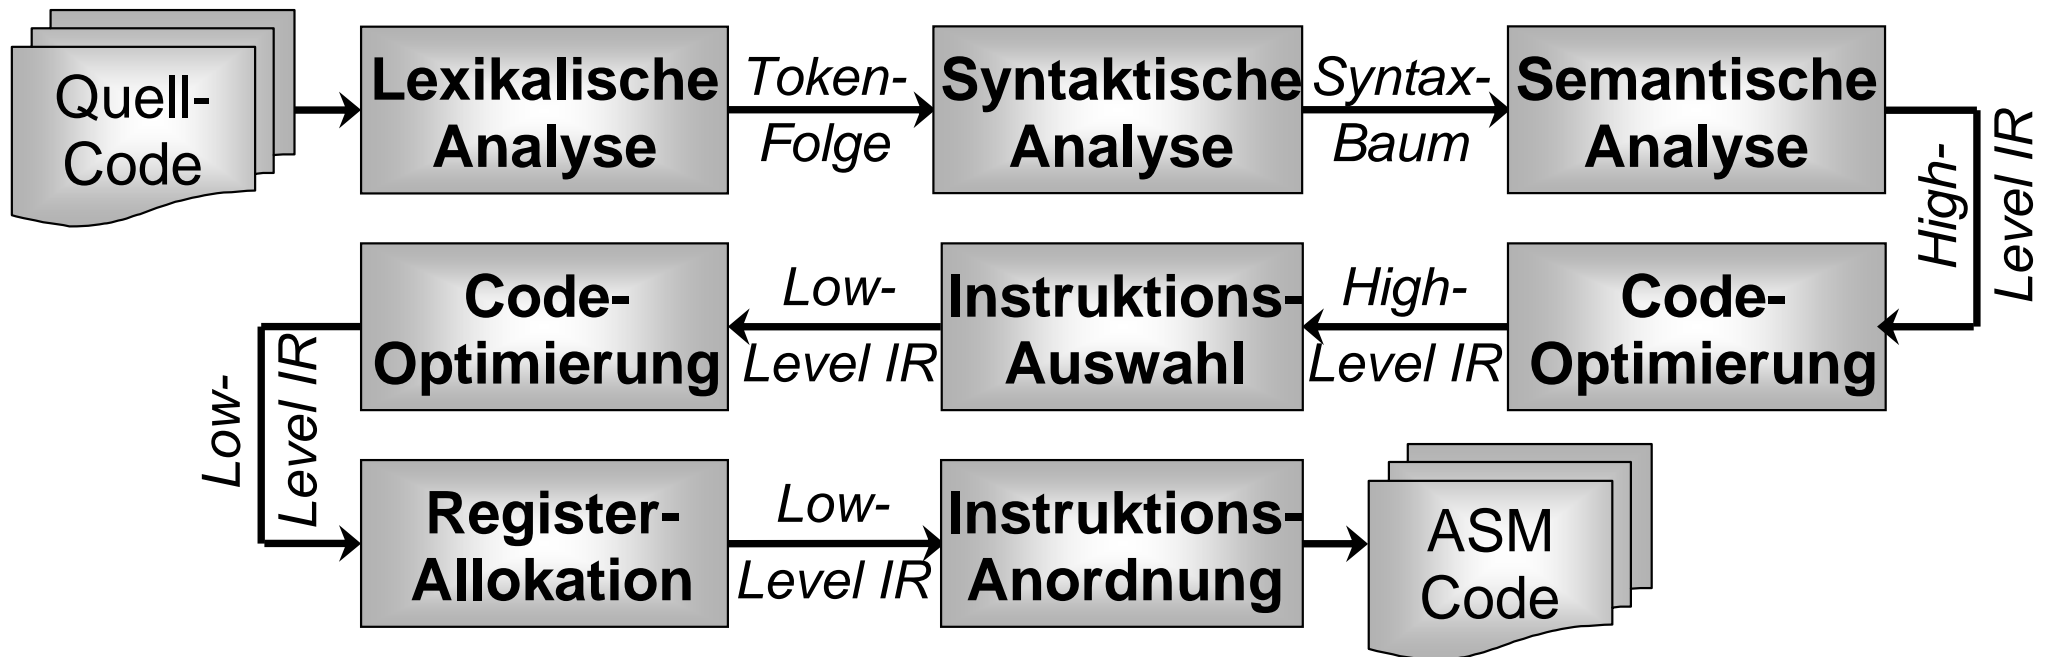 Quell-
Code
Lexikalische
Analyse
Token-
Folge
Syntaktische
Analyse
Syntax-
Baum
Semantische
Analyse
High-
Level IR
Code-
Optimierung
High-
Level IR
Instruktions-
Auswahl
Low-
Level IR
Code-
Optimierung
Low-
Level IR
Register-
Allokation
Low-
Level IR
Instruktions-
Anordnung
ASM
Code